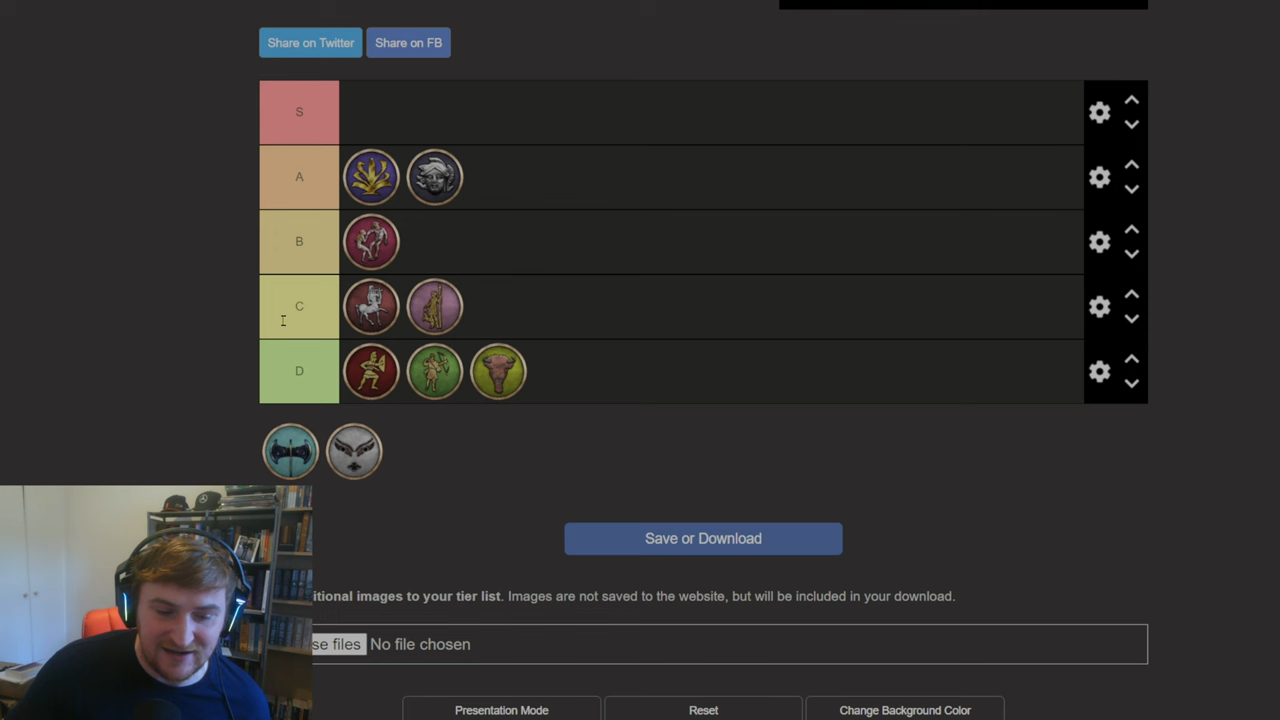 Share on Twitter Share on FB
S
A
B
C
D
Save or Download
itional images to your tier list. Images are not saved to the website, but will be included in your download.
se files No file chosen
Presentation Mode Reset Change Background Color